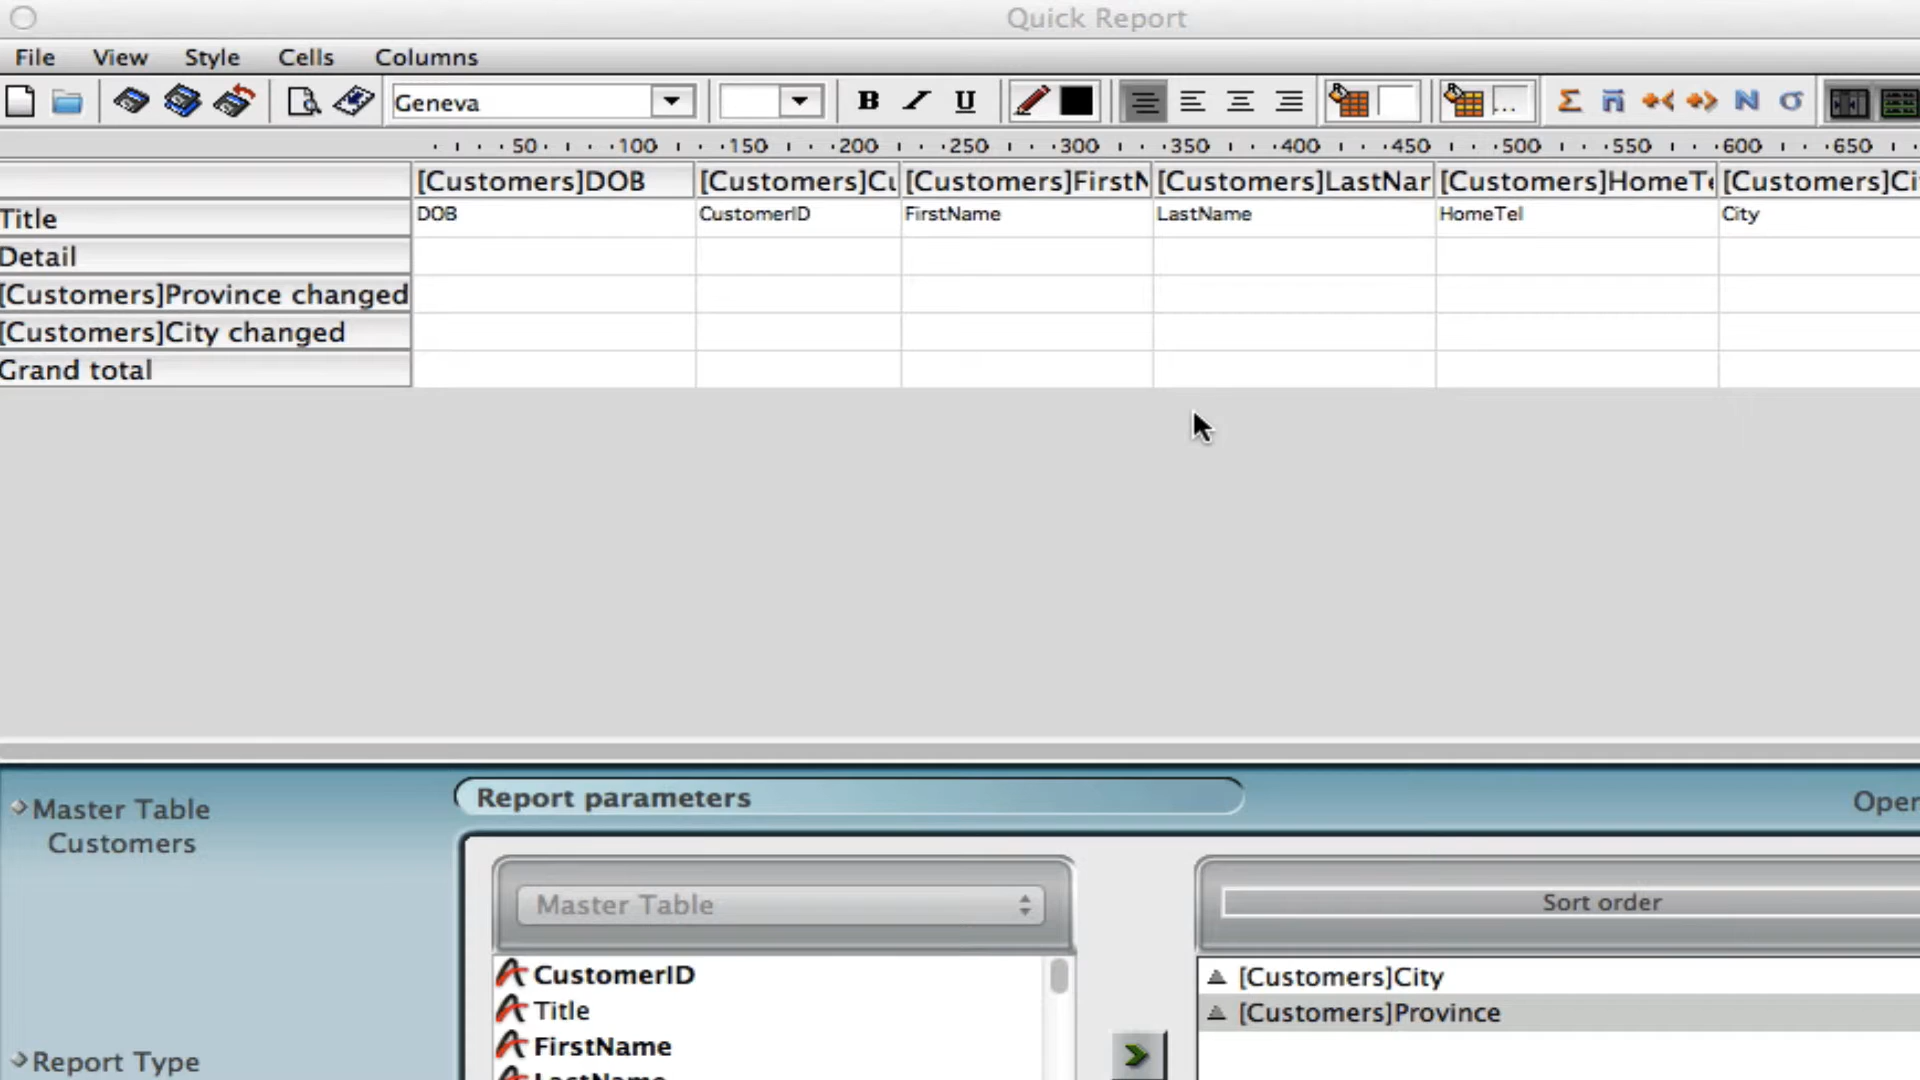 Quick Report
File View Style Cells Columns
Geneva B I U ... Σ n N σ
50 100 150 200 250 300 350 400 450 500 550 600 650
[Customers]DOB [Customers]Cu [Customers]FirstN [Customers]LastNar [Customers]HomeTe [Customers]Ci
Title DOB CustomerID FirstName LastName HomeTel City
Detail
[Customers]Province changed
[Customers]City changed
Grand total
Master Table
Customers
Report parameters
Oper
Master Table
Sort order
CustomerID
Title
FirstName
LastName
[Customers]City
[Customers]Province
Report Type